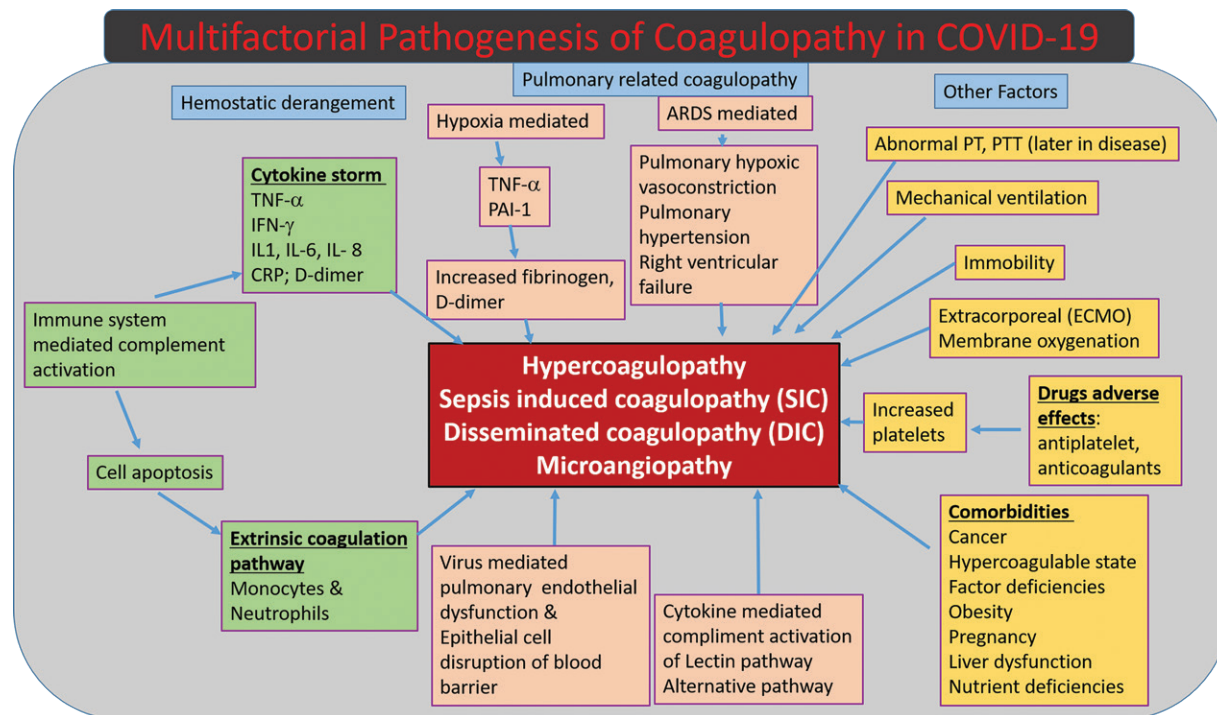 Multifactorial Pathogenesis of Coagulopathy in COVID-19
Hemostatic derangement
Pulmonary related coagulopathy
Other Factors
Hypoxia mediated
ARDS mediated
Cytokine storm
TNF-α
IFN-γ
IL1, IL-6, IL- 8
CRP; D-dimer
TNF-α
PAI-1
Increased fibrinogen,
D-dimer
Pulmonary hypoxic
vasoconstriction
Pulmonary
hypertension
Right ventricular
failure
Abnormal PT, PTT (later in disease)
Mechanical ventilation
Immobility
Extracorporeal (ECMO)
Membrane oxygenation
Immune system
mediated complement
activation
Hypercoagulopathy
Sepsis induced coagulopathy (SIC)
Disseminated coagulopathy (DIC)
Microangiopathy
Increased
platelets
Drugs adverse
effects:
antiplatelet,
anticoagulants
Cell apoptosis
Extrinsic coagulation
pathway
Monocytes &
Neutrophils
Virus mediated
pulmonary endothelial
dysfunction &
Epithelial cell
disruption of blood
barrier
Cytokine mediated
compliment activation
of Lectin pathway
Alternative pathway
Comorbidities
Cancer
Hypercoagulable state
Factor deficiencies
Obesity
Pregnancy
Liver dysfunction
Nutrient deficiencies